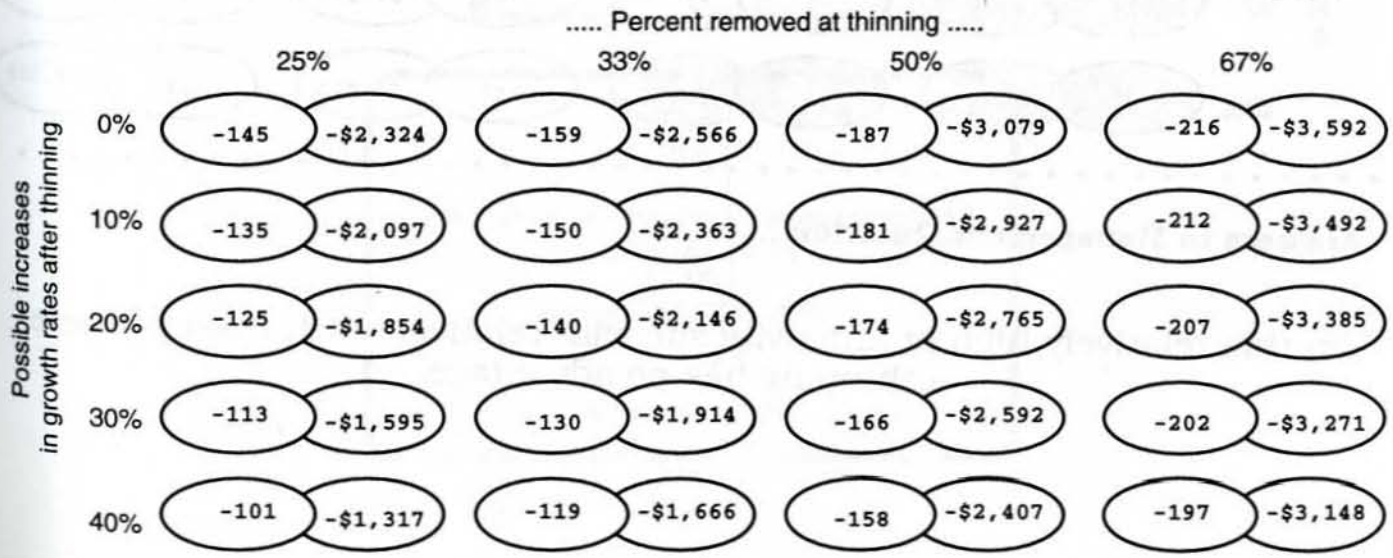 ..... Percent removed at thinning .....
25% 33% 50% 67%
Possible increases
in growth rates after thinning
0% -145 -$2,324 -159 -$2,566 -187 -$3,079 -216 -$3,592
10% -135 -$2,097 -150 -$2,363 -181 -$2,927 -212 -$3,492
20% -125 -$1,854 -140 -$2,146 -174 -$2,765 -207 -$3,385
30% -113 -$1,595 -130 -$1,914 -166 -$2,592 -202 -$3,271
40% -101 -$1,317 -119 -$1,666 -158 -$2,407 -197 -$3,148